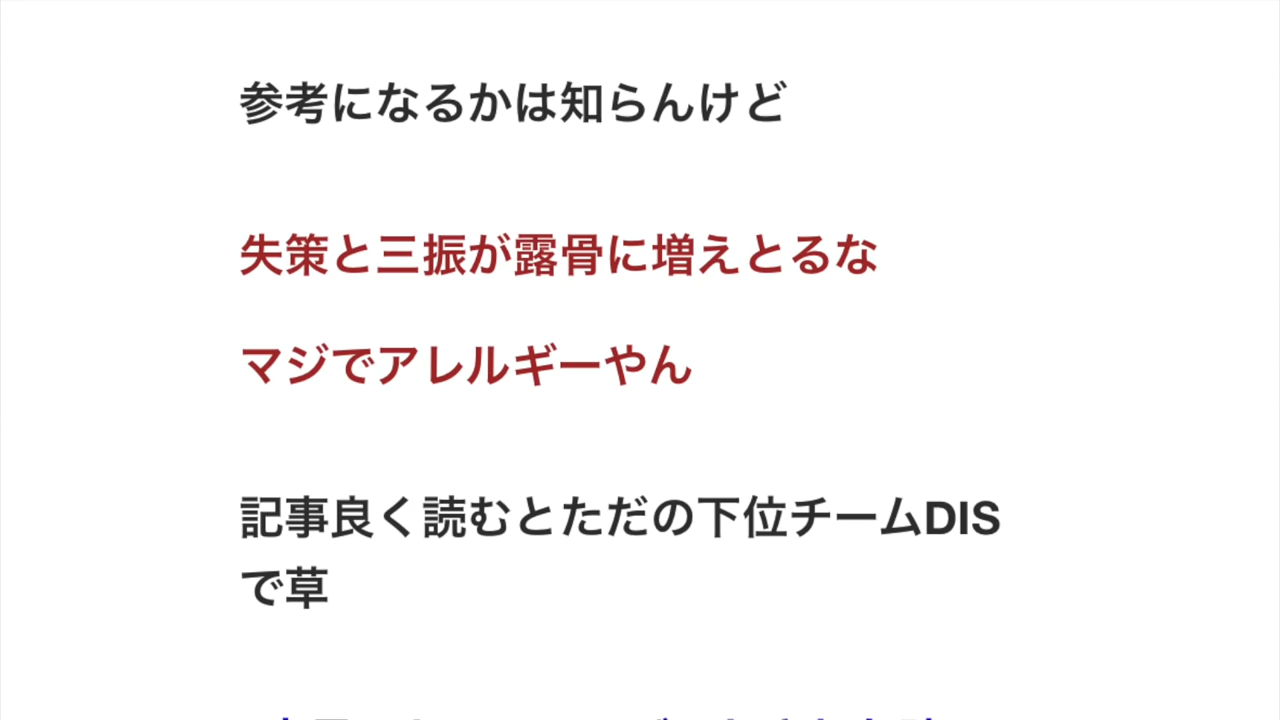 参考になるかは知らんけど
失策と三振が露骨に増えとるな
マジでアレルギーやん
記事良く読むとただの下位チームDIS
で草